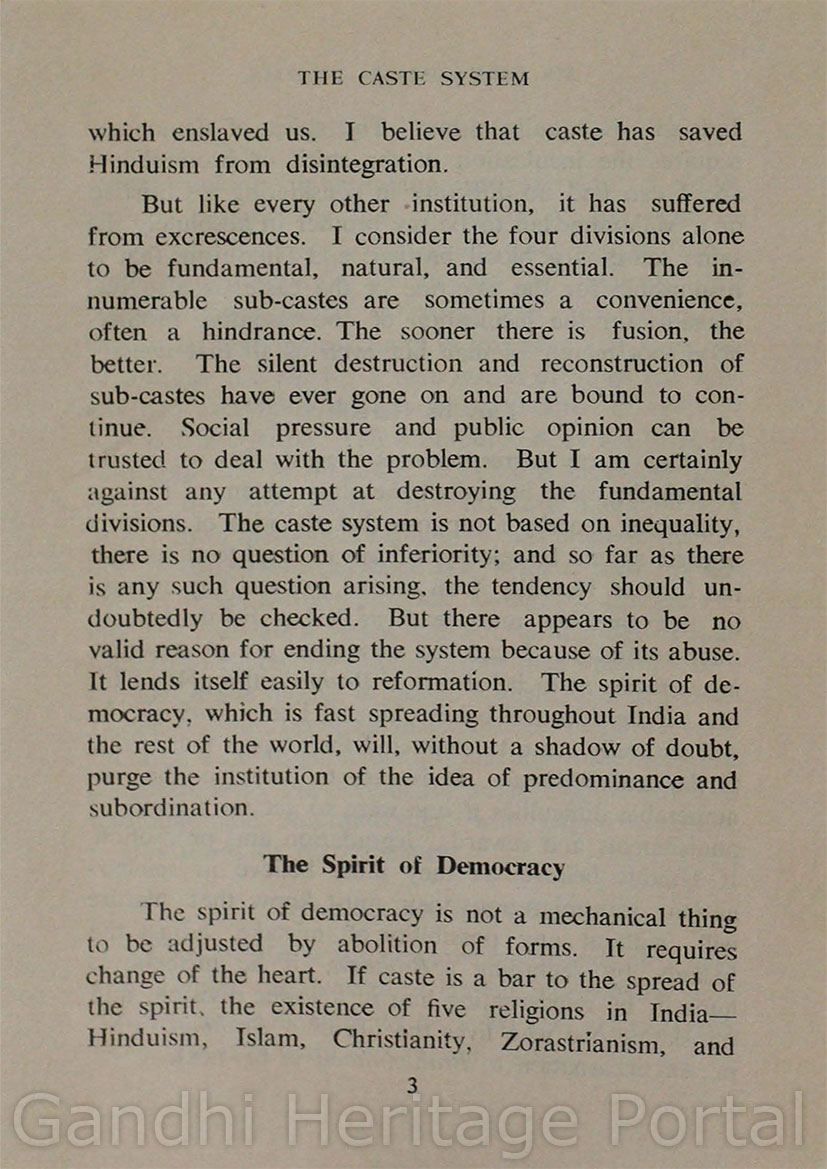 THE CASTE SYSTEM
which enslaved us. I believe that caste has saved
Hinduism from disintegration.
But like every other institution, it has suffered
from excrescences. I consider the four divisions alone
to be fundamental, natural, and essential. The in-
numerable sub-castes are sometimes a convenience,
often a hindrance. The sooner there is fusion, the
better. The silent destruction and reconstruction of
sub-castes have ever gone on and are bound to con-
tinue. Social pressure and public opinion can be
trusted to deal with the problem. But I am certainly
against any attempt at destroying the fundamental
divisions. The caste system is not based on inequality,
there is no question of inferiority; and so far as there
is any such question arising, the tendency should un-
doubtedly be checked. But there appears to be no
valid reason for ending the system because of its abuse.
It lends itself easily to reformation. The spirit of de-
mocracy, which is fast spreading throughout India and
the rest of the world, will, without a shadow of doubt,
purge the institution of the idea of predominance and
subordination.
The Spirit of Democracy
The spirit of democracy is not a mechanical thing
to be adjusted by abolition of forms. It requires
change of the heart. If caste is a bar to the spread of
the spirit, the existence of five religions in India—
Hinduism, Islam, Christianity, Zorastrianism, and
3
Gandhi Heritage Portal